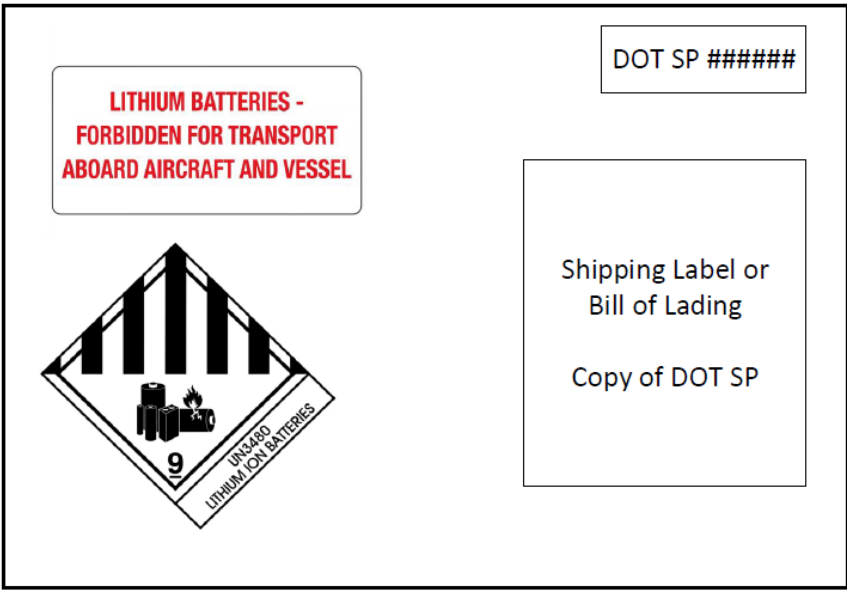 DOT SP ######
LITHIUM BATTERIES -
FORBIDDEN FOR TRANSPORT
ABOARD AIRCRAFT AND VESSEL
Shipping Label or
Bill of Lading
Copy of DOT SP
9
UN3480
LITHIUM ION BATTERIES